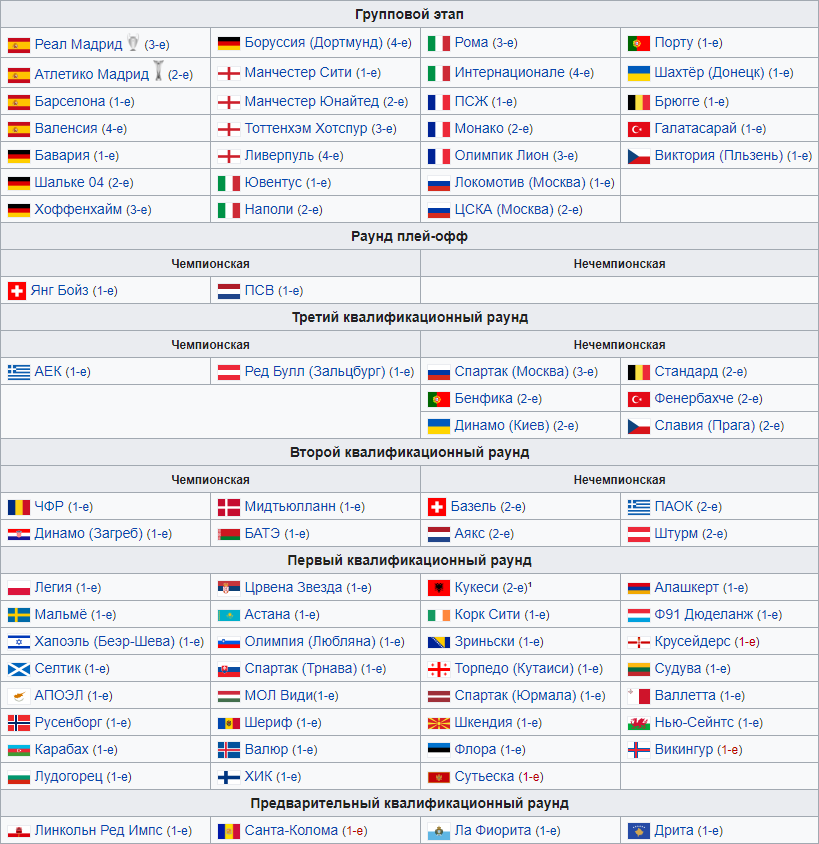 Групповой этап
Реал Мадрид (3-е) Боруссия (Дортмунд) (4-е) Рома (3-е) Порту (1-е)
Атлетико Мадрид (2-е) Манчестер Сити (1-е) Интернационале (4-е) Шахтёр (Донецк) (1-е)
Барселона (1-е) Манчестер Юнайтед (2-е) ПСЖ (1-е) Брюгге (1-е)
Валенсия (4-е) Тоттенхэм Хотспур (3-е) Монако (2-е) Галатасарай (1-е)
Бавария (1-е) Ливерпуль (4-е) Олимпик Лион (3-е) Виктория (Пльзень) (1-е)
Шальке 04 (2-е) Ювентус (1-е) Локомотив (Москва) (1-е)
Хоффенхайм (3-е) Наполи (2-е) ЦСКА (Москва) (2-е)
Раунд плей-офф
Чемпионская Нечемпионская
Янг Бойз (1-е) ПСВ (1-е)
Третий квалификационный раунд
Чемпионская Нечемпионская
АЕК (1-е) Ред Булл (Зальцбург) (1-е) Спартак (Москва) (3-е) Стандард (2-е)
Бенфика (2-е) Фенербахче (2-е)
Динамо (Киев) (2-е) Славия (Прага) (2-е)
Второй квалификационный раунд
Чемпионская Нечемпионская
ЧФР (1-е) Мидтьюлланн (1-е) Базель (2-е) ПАОК (2-е)
Динамо (Загреб) (1-е) БАТЭ (1-е) Аякс (2-е) Штурм (2-е)
Первый квалификационный раунд
Легия (1-е) Црвена Звезда (1-е) Кукеси (2-е)¹ Алашкерт (1-е)
Мальмё (1-е) Астана (1-е) Корк Сити (1-е) Ф91 Дюделанж (1-е)
Хапоэль (Беэр-Шева) (1-е) Олимпия (Любляна) (1-е) Зриньски (1-е) Крусейдерс (1-е)
Селтик (1-е) Спартак (Трнава) (1-е) Торпедо (Кутаиси) (1-е) Судува (1-е)
АПОЭЛ (1-е) МОЛ Види(1-е) Спартак (Юрмала) (1-е) Валлетта (1-е)
Русенборг (1-е) Шериф (1-е) Шкендия (1-е) Нью-Сейнтс (1-е)
Карабах (1-е) Валюр (1-е) Флора (1-е) Викингур (1-е)
Лудогорец (1-е) ХИК (1-е) Сутьеска (1-е)
Предварительный квалификационный раунд
Линкольн Ред Импс (1-е) Санта-Колома (1-е) Ла Фиорита (1-е) Дрита (1-е)